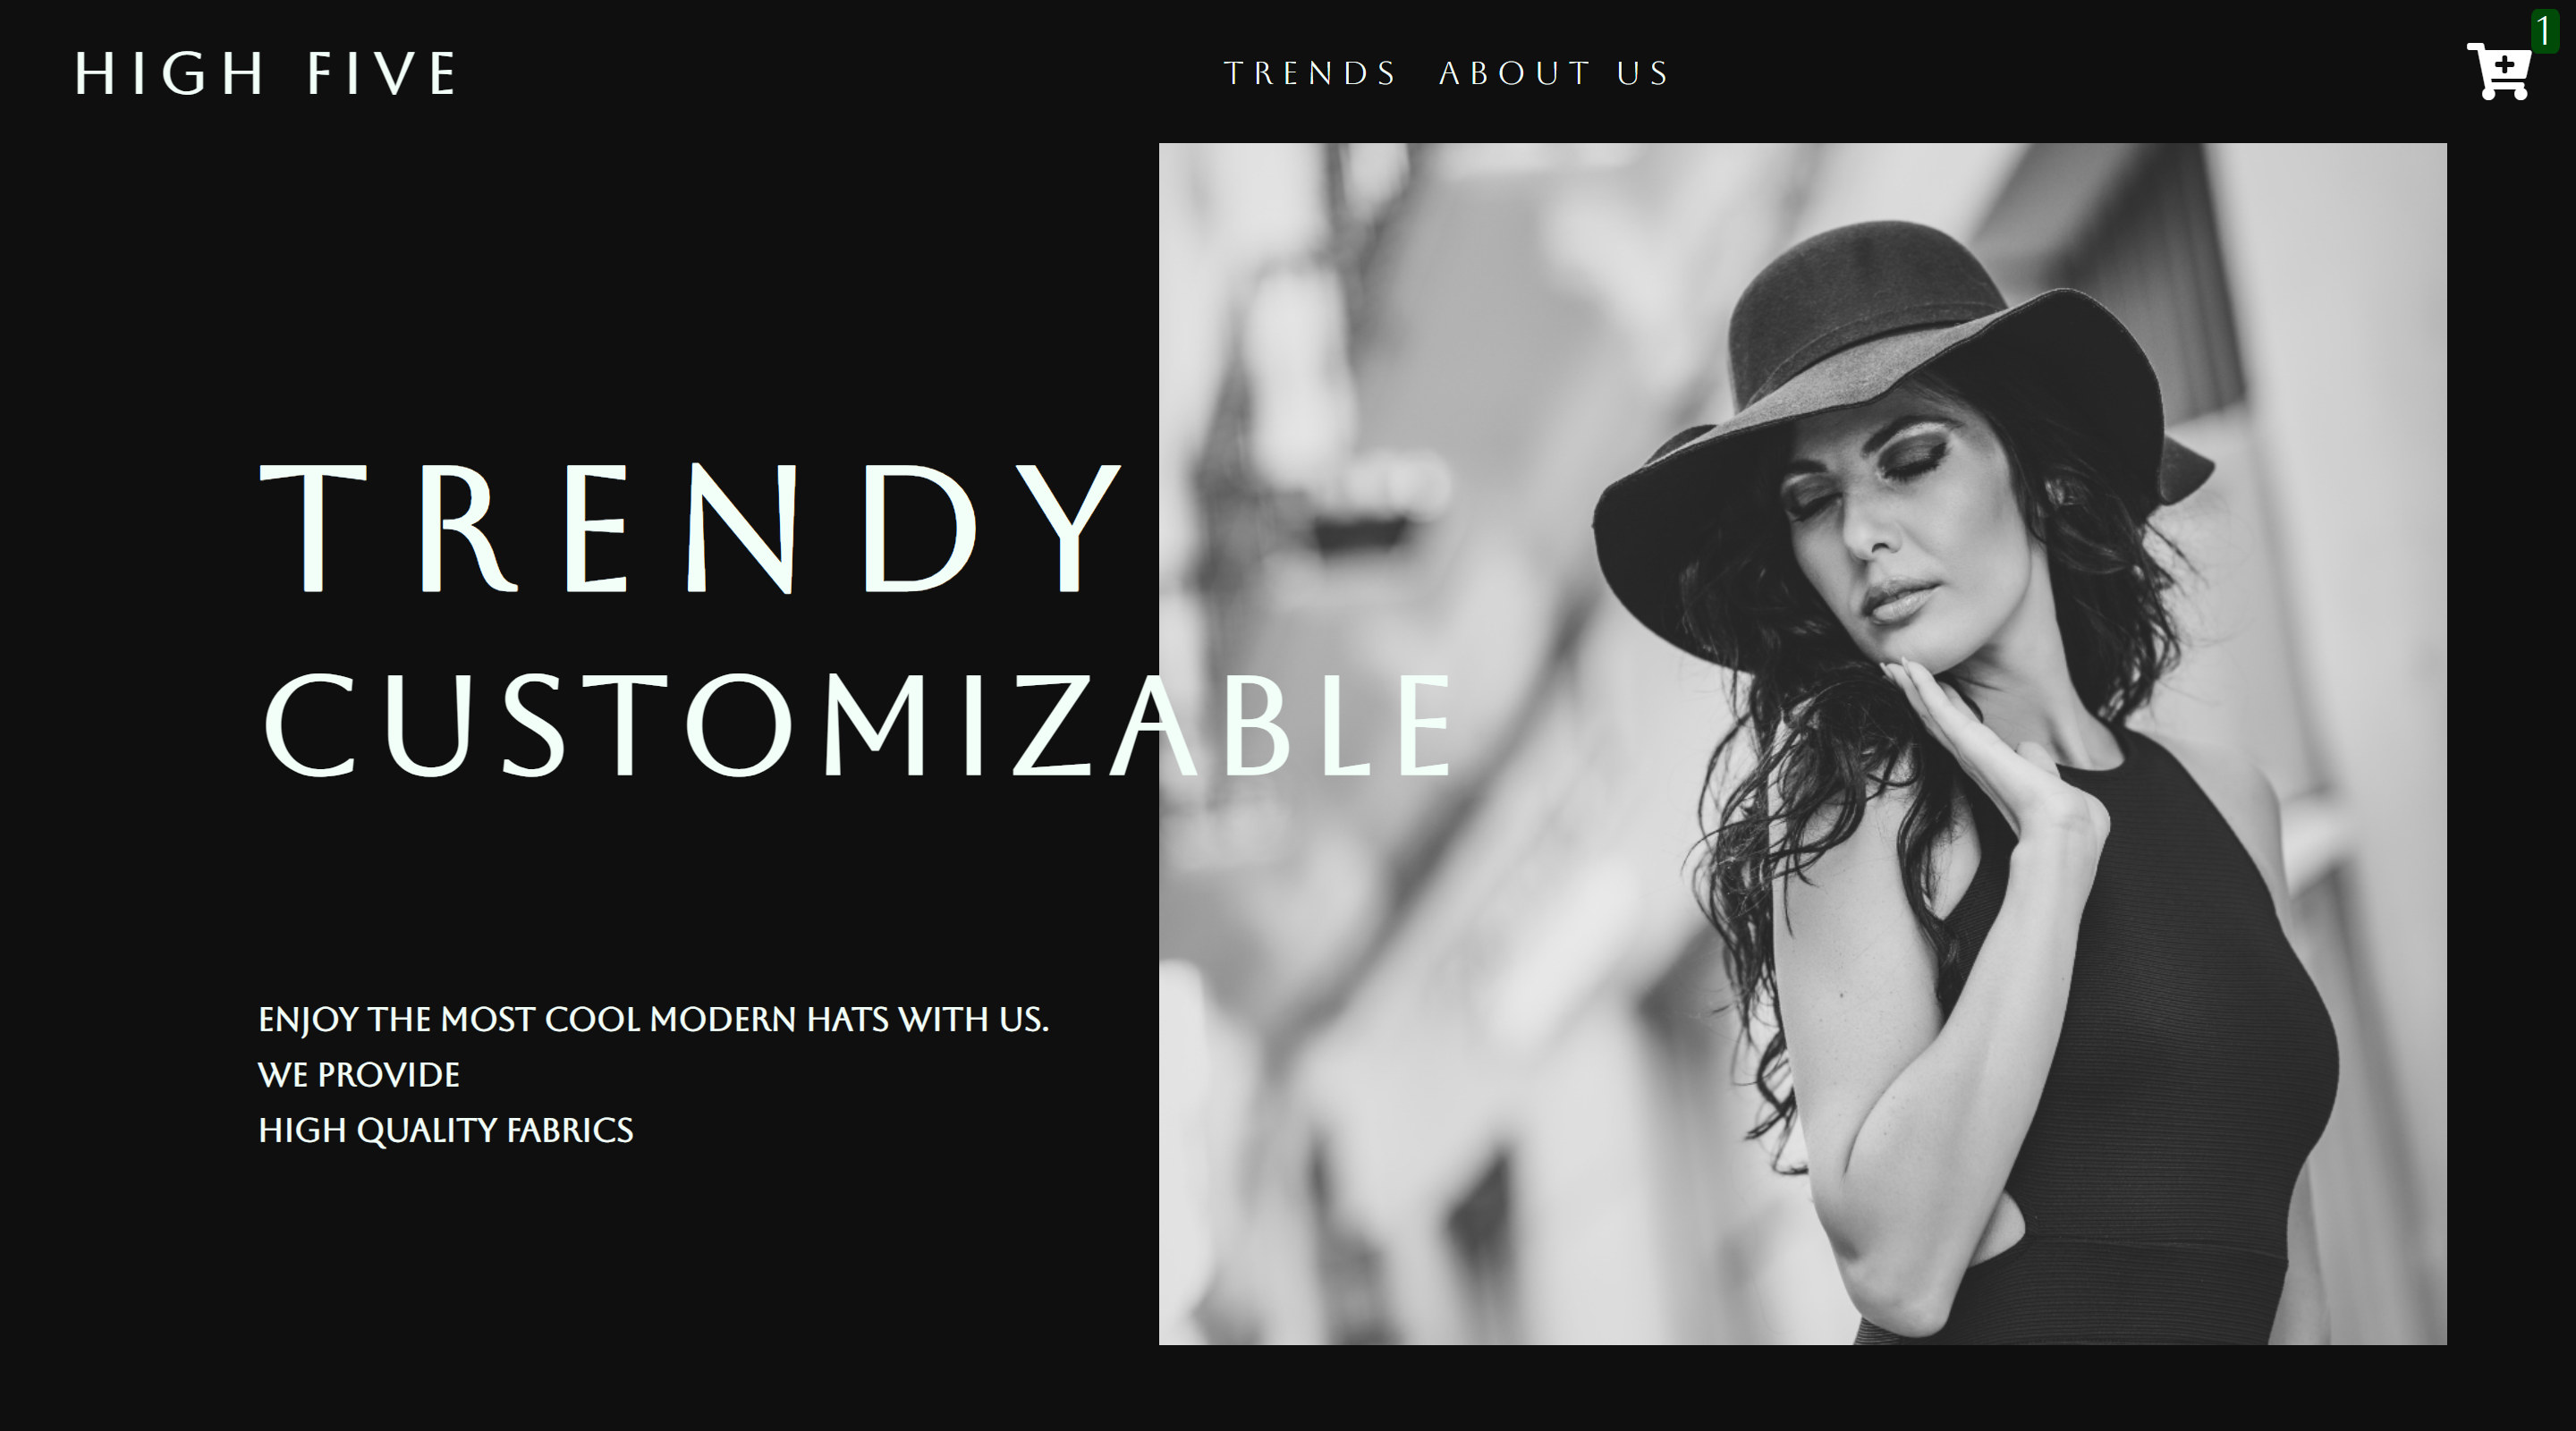 HIGH FIVE
TRENDS ABOUT US
1
TRENDY
CUSTOMIZABLE
ENJOY THE MOST COOL MODERN HATS WITH US.
WE PROVIDE
HIGH QUALITY FABRICS